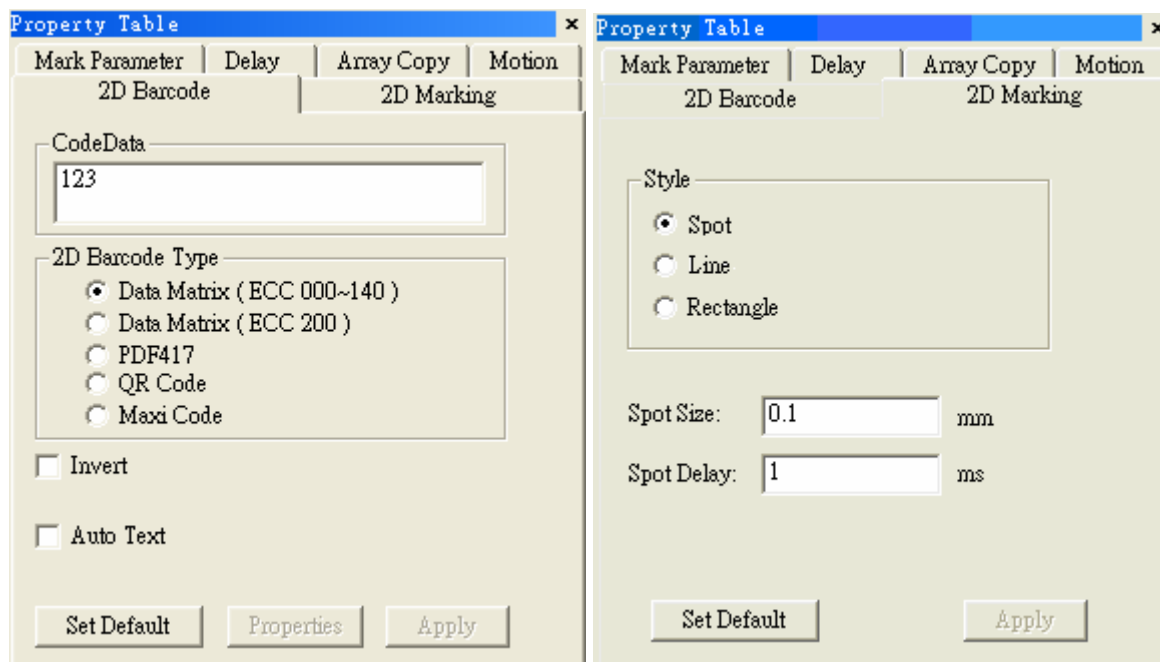 Property Table ×
Mark Parameter Delay Array Copy Motion
2D Barcode 2D Marking
CodeData
123
2D Barcode Type
Data Matrix ( ECC 000~140 )
Data Matrix ( ECC 200 )
PDF417
QR Code
Maxi Code
Invert
Auto Text
Set Default Properties Apply
Property Table ×
Mark Parameter Delay Array Copy Motion
2D Barcode 2D Marking
Style
Spot
Line
Rectangle
Spot Size: 0.1 mm
Spot Delay: 1 ms
Set Default Apply